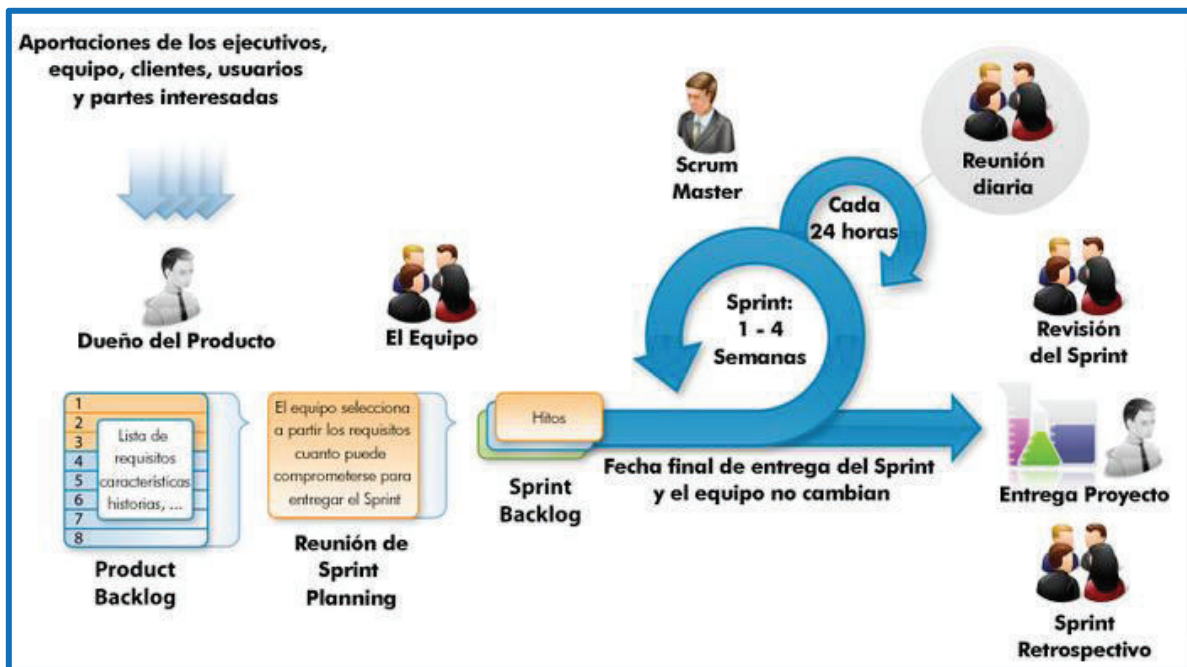 Aportaciones de los ejecutivos,
equipo, clientes, usuarios
y partes interesadas
Dueño del Producto
El Equipo
Scrum
Master
Reunión
diaria
Cada
24 horas
Sprint:
1 - 4
Semanas
Revisión
del Sprint
1
2
3
4
5
6
7
8
Lista de
requisitos
características
historias, ...
Product
Backlog
El equipo selecciona
a partir los requisitos
cuanto puede
comprometerse para
entregar el Sprint
Reunión de
Sprint
Planning
Hitos
Sprint
Backlog
Fecha final de entrega del Sprint
y el equipo no cambian
Entrega Proyecto
Sprint
Retrospectivo